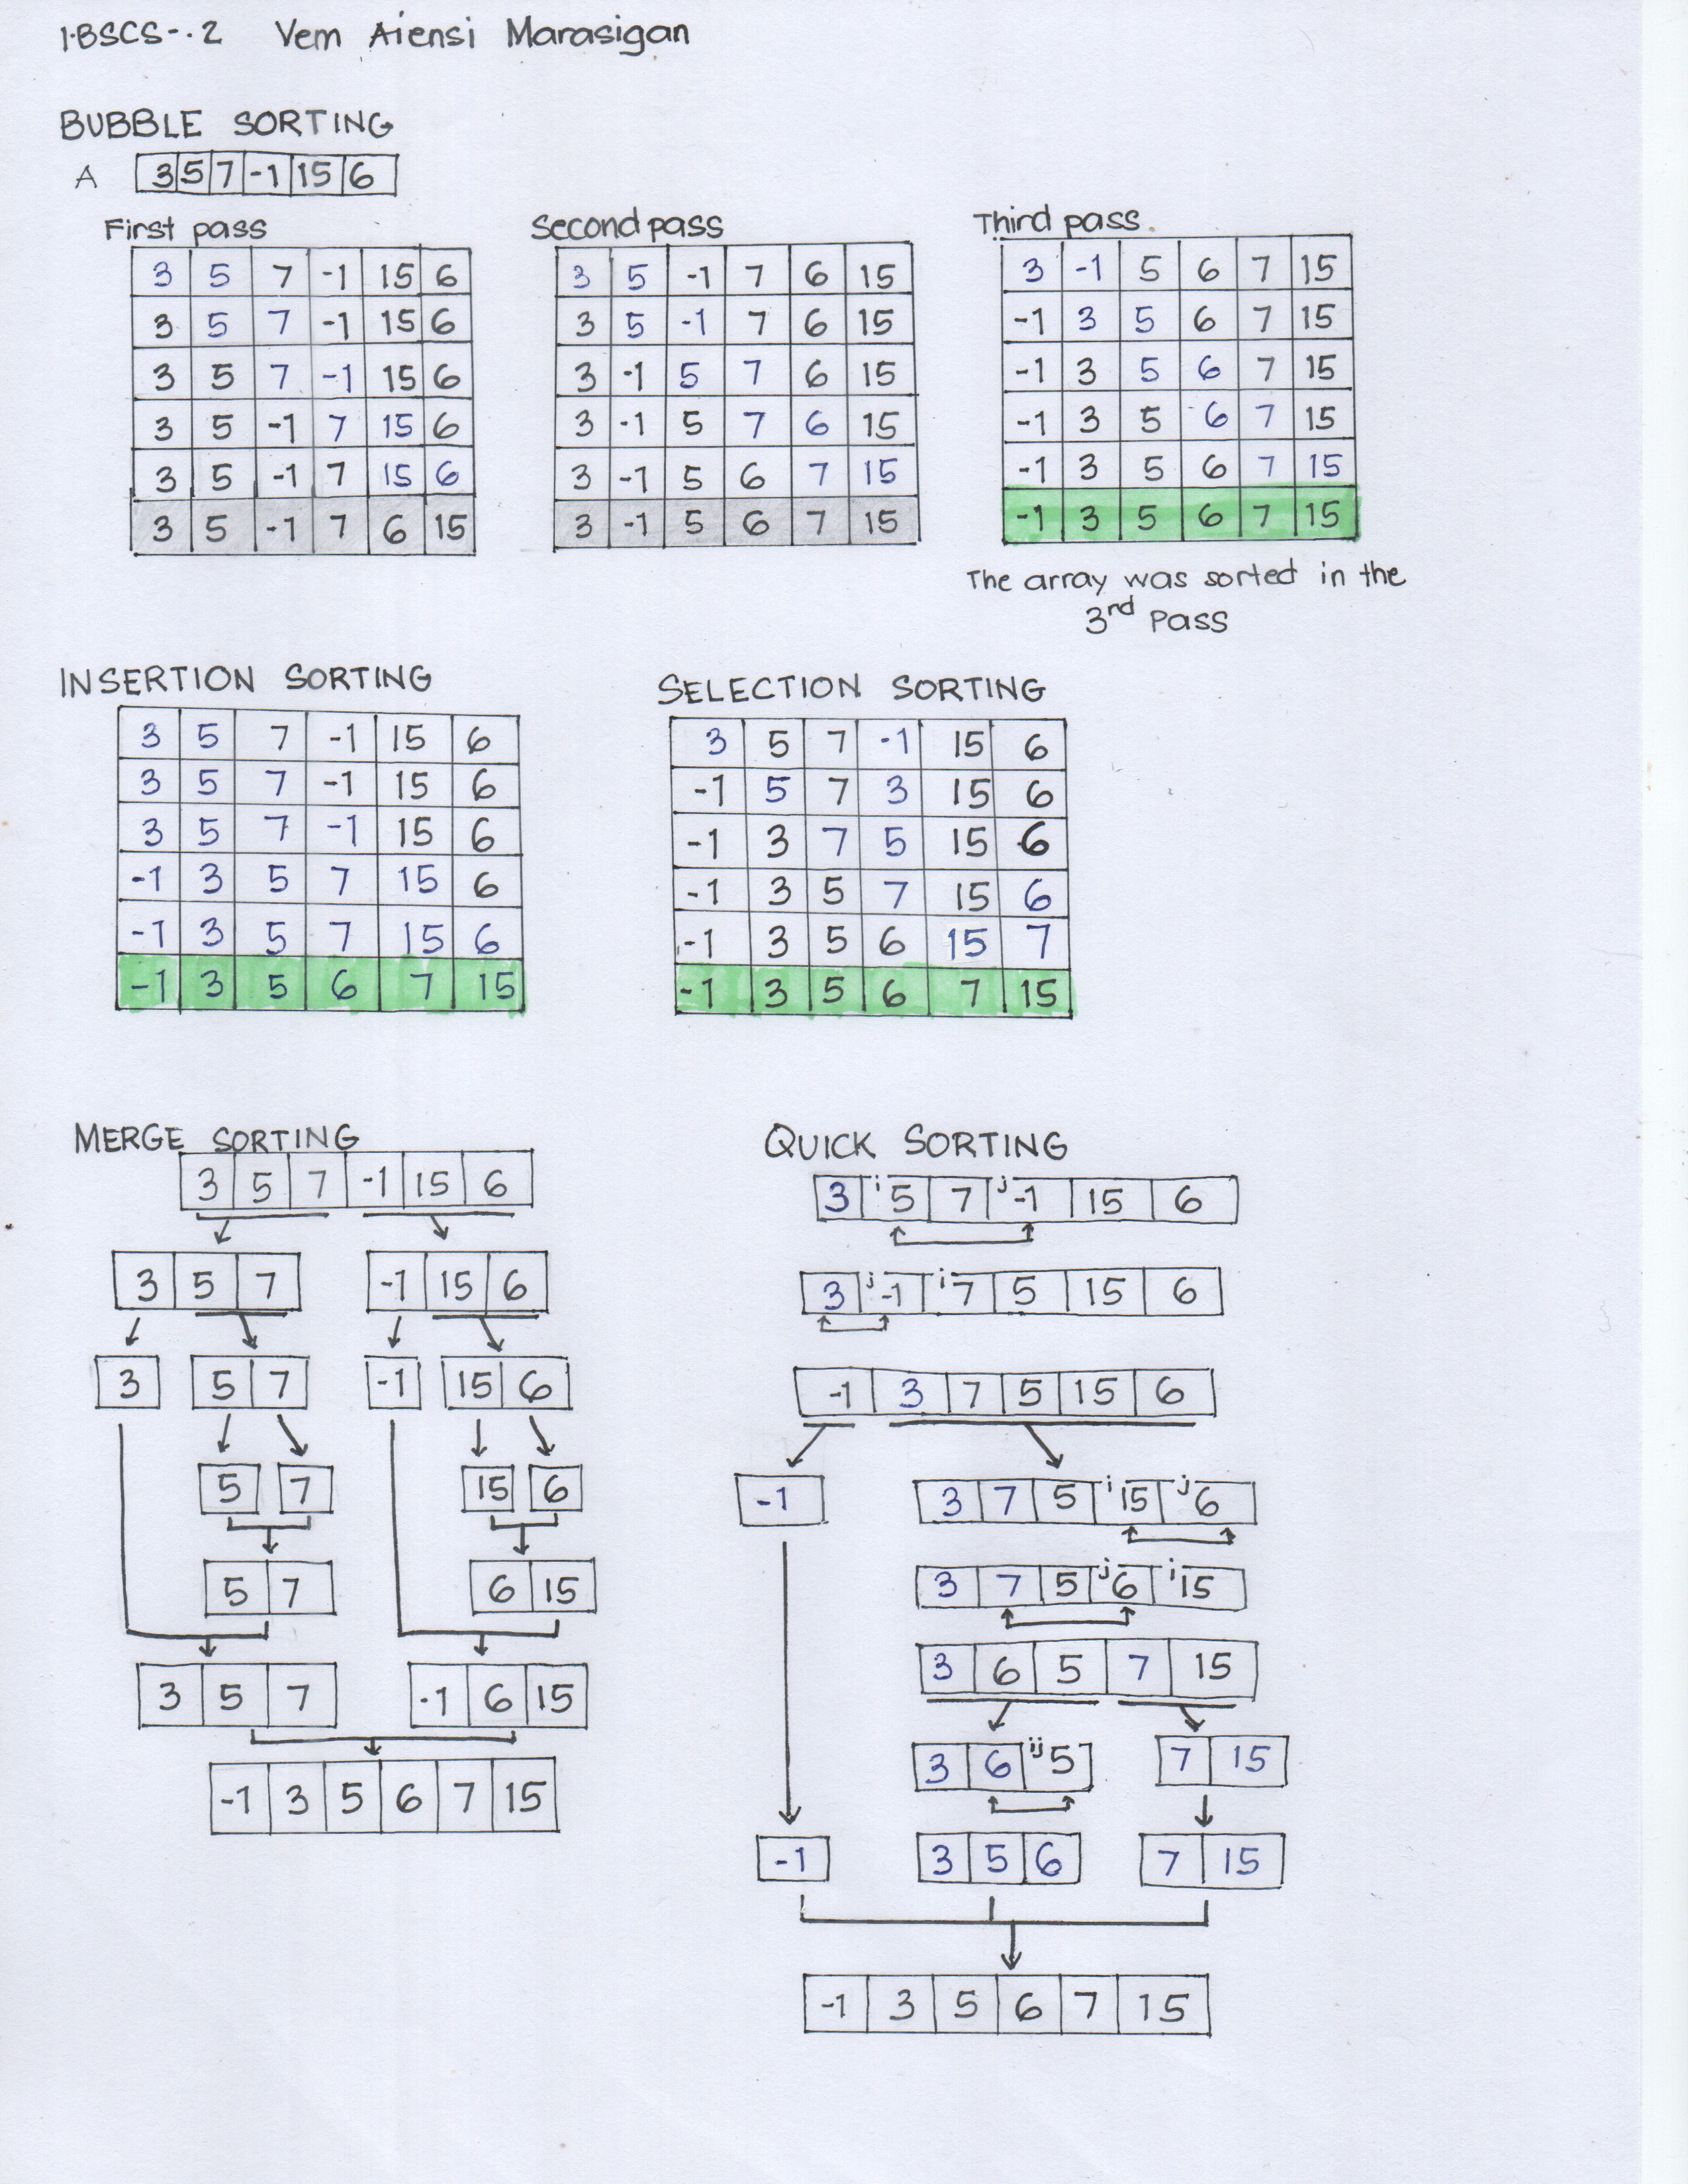 1-BSCS-.2 Vem Aiensi Marasigan
BUBBLE SORTING
A 3 5 7 -1 15 6
First pass
3 5 7 -1 15 6
3 5 7 -1 15 6
3 5 7 -1 15 6
3 5 -1 7 15 6
3 5 -1 7 15 6
3 5 -1 7 6 15
Second pass
3 5 -1 7 6 15
3 5 -1 7 6 15
3 -1 5 7 6 15
3 -1 5 7 6 15
3 -1 5 6 7 15
3 -1 5 6 7 15
Third pass
3 -1 5 6 7 15
-1 3 5 6 7 15
-1 3 5 6 7 15
-1 3 5 6 7 15
-1 3 5 6 7 15
-1 3 5 6 7 15
The array was sorted in the
3rd Pass
INSERTION SORTING
3 5 7 -1 15 6
3 5 7 -1 15 6
3 5 7 -1 15 6
-1 3 5 7 15 6
-1 3 5 7 15 6
-1 3 5 6 7 15
SELECTION SORTING
3 5 7 -1 15 6
-1 5 7 3 15 6
-1 3 7 5 15 6
-1 3 5 7 15 6
-1 3 5 6 15 7
-1 3 5 6 7 15
MERGE SORTING
3 5 7 -1 15 6
3 5 7 -1 15 6
3 5 7 -1 15 6
5 7 15 6
5 7 6 15
3 5 7 -1 6 15
-1 3 5 6 7 15
QUICK SORTING
3 i 5 7 j -1 15 6
3 j -1 i 7 5 15 6
-1 3 7 5 15 6
-1 3 7 5 i 15 j 6
3 7 5 j 6 i 15
3 6 5 7 15
3 6 ij 5 7 15
-1 3 5 6 7 15
-1 3 5 6 7 15